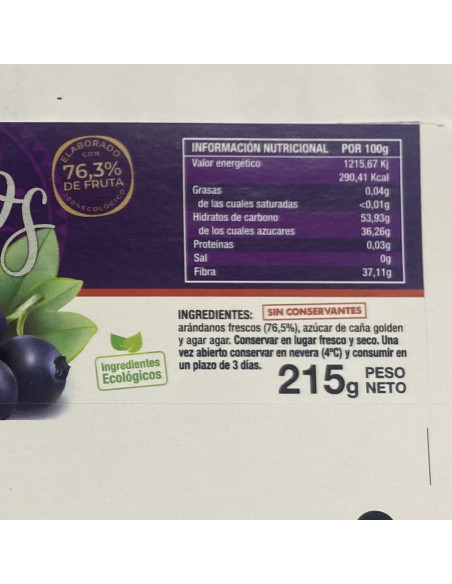 ELABORADO
CON
76,3%
DE FRUTA
100% ECOLÓGICO
os
INFORMACIÓN NUTRICIONAL POR 100g
Valor energético 1215,67 Kj
290,41 Kcal
Grasas 0,04g
de las cuales saturadas <0,01g
Hidratos de carbono 53,93g
de los cuales azucares 36,26g
Proteínas 0,03g
Sal 0g
Fibra 37,11g
INGREDIENTES: SIN CONSERVANTES
arándanos frescos (76,5%), azúcar de caña golden
y agar agar. Conservar en lugar fresco y seco. Una
vez abierto conservar en nevera (4ºC) y consumir en
un plazo de 3 días.
Ingredientes
Ecológicos
215g PESO
NETO